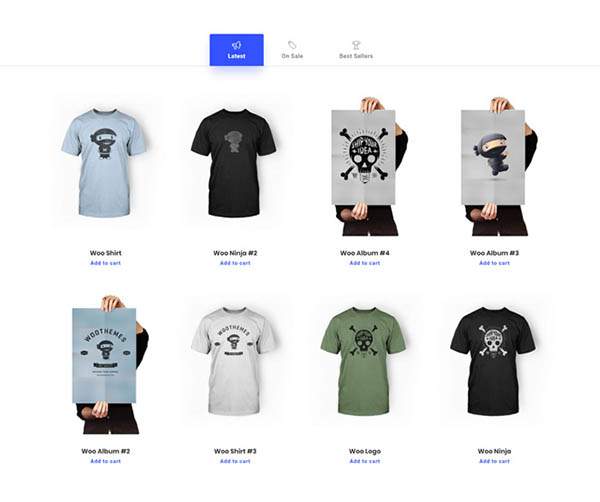 Latest
On Sale
Best Sellers
SHIP YOUR
IDEA
Woo Shirt
Add to cart
Woo Ninja #2
Add to cart
Woo Album #4
Add to cart
Woo Album #3
Add to cart
WOOTHEMES
WOOTHEMES
Woo Album #2
Add to cart
Woo Shirt #3
Add to cart
Woo Logo
Add to cart
Woo Ninja
Add to cart